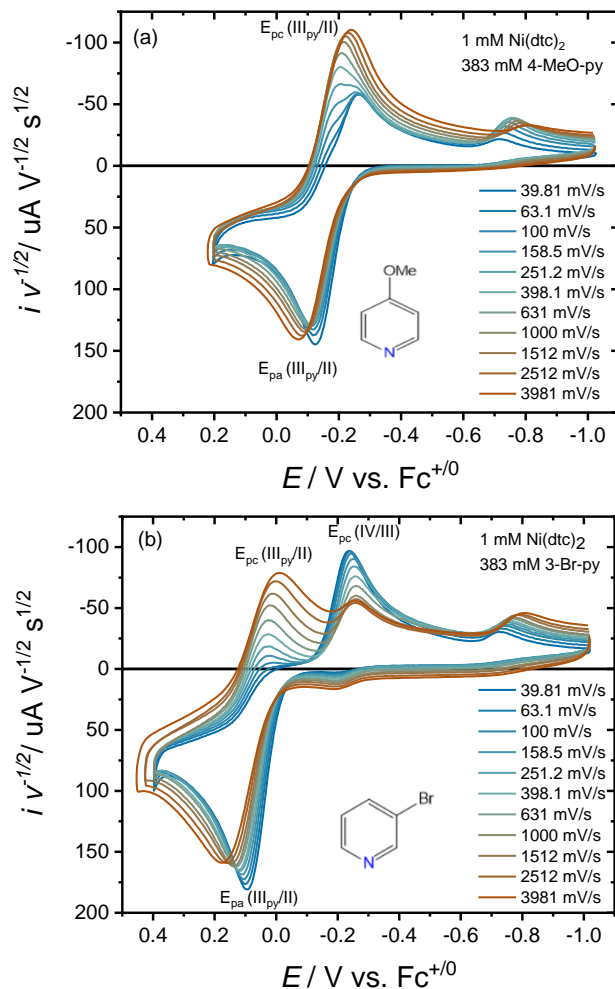 (a)
E_pc (III_py/II)
1 mM Ni(dtc)_2
383 mM 4-MeO-py
-100
-50
0
50
100
150
200
i v^-1/2/ uA V^-1/2 s^1/2
39.81 mV/s
63.1 mV/s
100 mV/s
158.5 mV/s
251.2 mV/s
398.1 mV/s
631 mV/s
1000 mV/s
1512 mV/s
2512 mV/s
3981 mV/s
OMe
N
E_pa (III_py/II)
0.4 0.2 0.0 -0.2 -0.4 -0.6 -0.8 -1.0
E / V vs. Fc^+/0
(b)
E_pc (IV/III)
E_pc (III_py/II)
1 mM Ni(dtc)_2
383 mM 3-Br-py
-100
-50
0
50
100
150
200
i v^-1/2/ uA V^-1/2 s^1/2
39.81 mV/s
63.1 mV/s
100 mV/s
158.5 mV/s
251.2 mV/s
398.1 mV/s
631 mV/s
1000 mV/s
1512 mV/s
2512 mV/s
3981 mV/s
Br
N
E_pa (III_py/II)
0.4 0.2 0.0 -0.2 -0.4 -0.6 -0.8 -1.0
E / V vs. Fc^+/0